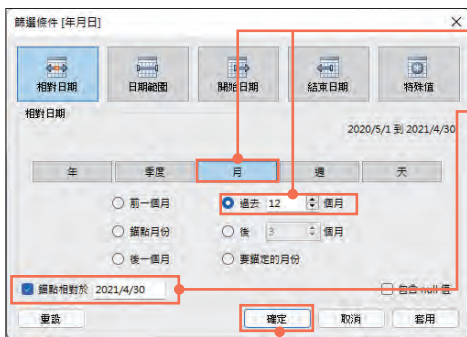 篩選條件 [年月日]
相對日期 日期範圍 開始日期 結束日期 特殊值
相對日期
2020/5/1 到 2021/4/30
年 季度 月 週 天
前一個月 過去 12 個月
錨點月份 後 3 個月
後一個月 要錨定的月份
錨點相對於 2021/4/30 包含 null 值
重設 確定 取消 套用